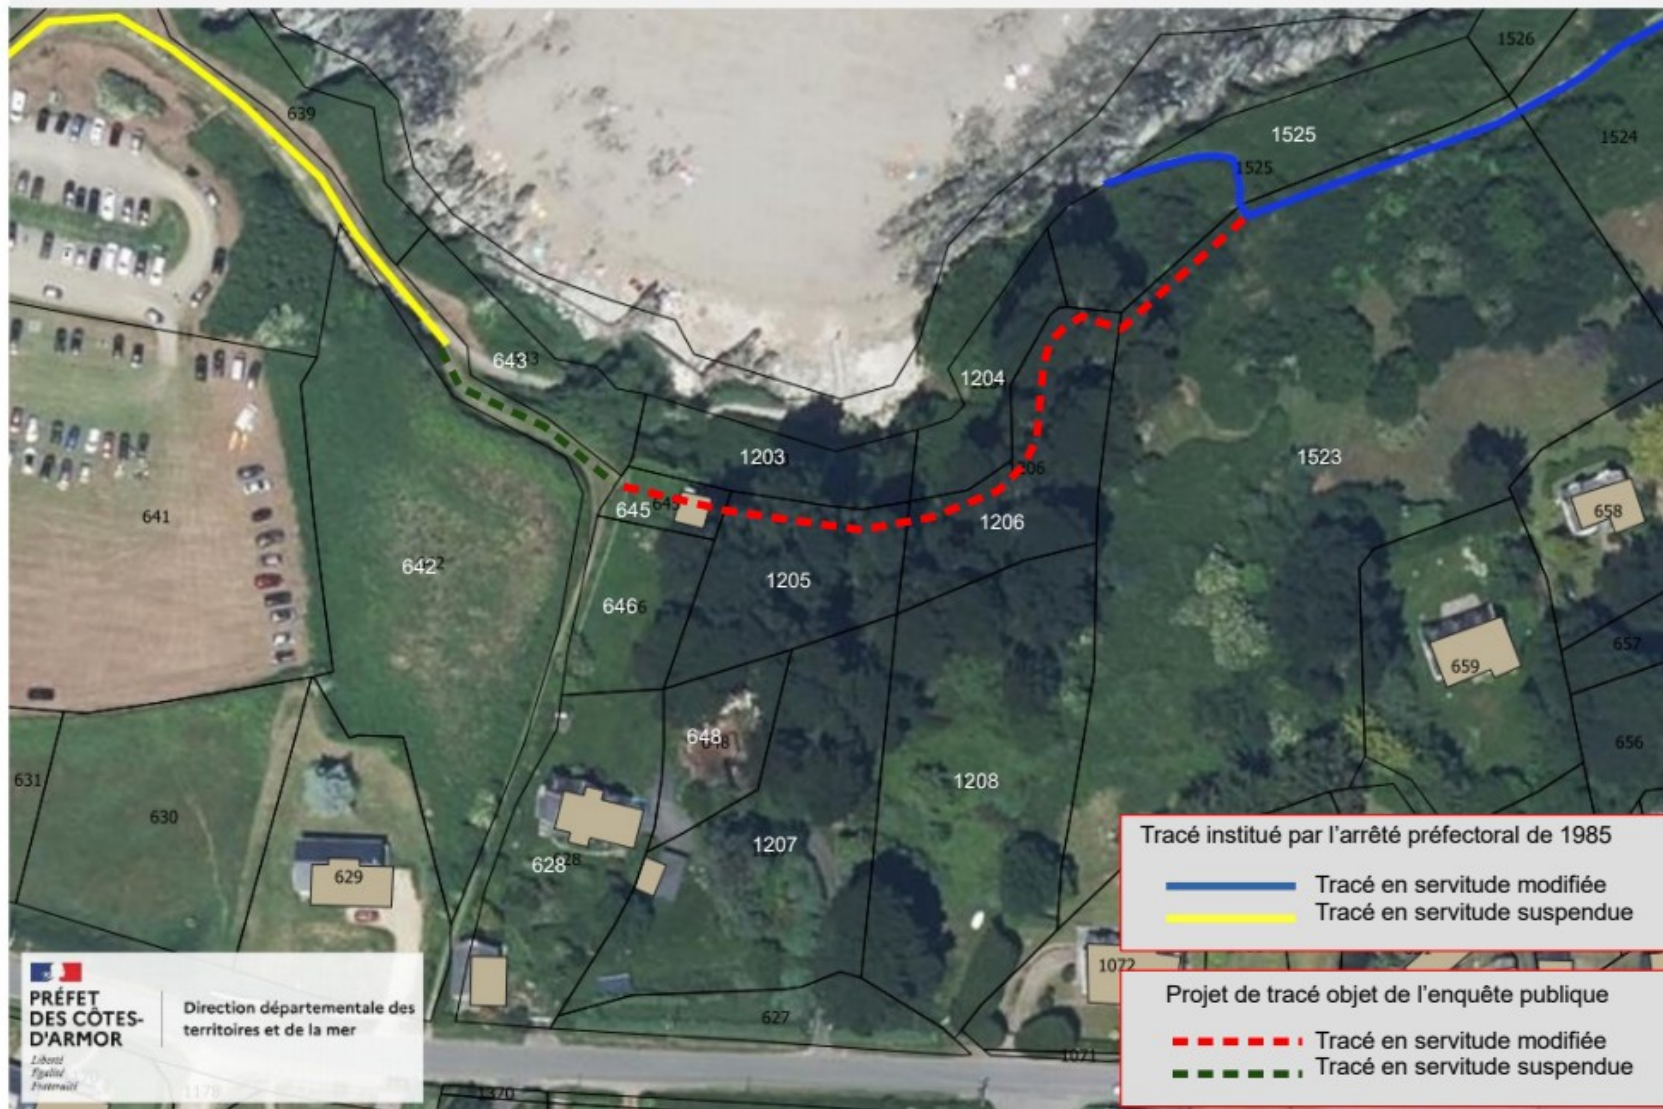 1526
639
1525
1524
1525
643
1204
1203
1523
645
1206
658
641
642
1205
646
657
659
648
656
631
1208
630
1207
628
629
1072
627
1071
1178
1370
Tracé institué par l'arrêté préfectoral de 1985
Tracé en servitude modifiée
Tracé en servitude suspendue
Projet de tracé objet de l'enquête publique
Tracé en servitude modifiée
Tracé en servitude suspendue
PRÉFET
DES CÔTES-
D'ARMOR
Liberté
Égalité
Fraternité
Direction départementale des
territoires et de la mer